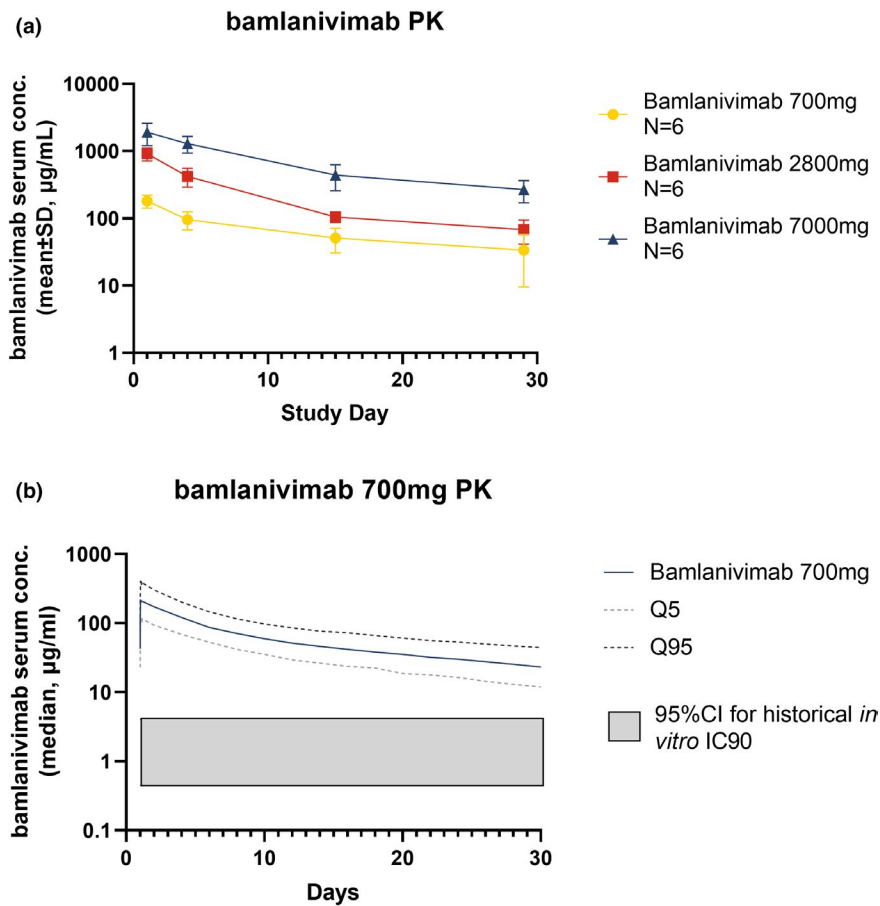 (a)
bamlanivimab PK
bamlanivimab serum conc.
(mean±SD, µg/mL)
10000
1000
100
10
1
0
10
20
30
Study Day
Bamlanivimab 700mg
N=6
Bamlanivimab 2800mg
N=6
Bamlanivimab 7000mg
N=6
(b)
bamlanivimab 700mg PK
bamlanivimab serum conc.
(median, µg/ml)
1000
100
10
1
0.1
0
10
20
30
Days
Bamlanivimab 700mg
Q5
Q95
95%CI for historical in
vitro IC90